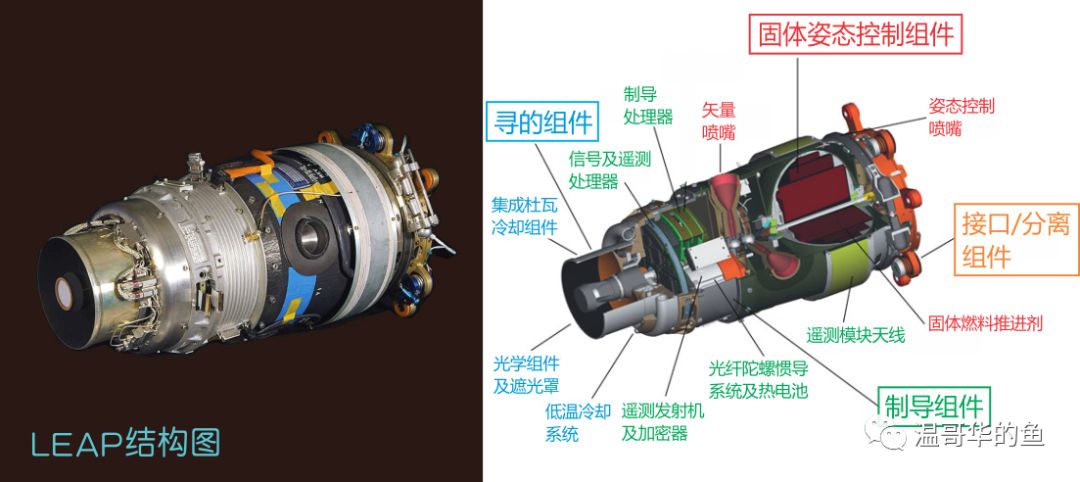 固体姿态控制组件
制导
处理器
矢量
喷嘴
姿态控制
喷嘴
寻的组件
信号及遥测
处理器
集成杜瓦
冷却组件
接口/分离
组件
固体燃料推进剂
遥测模块天线
光学组件
及遮光罩
光纤陀螺惯导
系统及热电池
低温冷却
系统
遥测发射机
及加密器
制导组件
LEAP结构图
温哥华的鱼